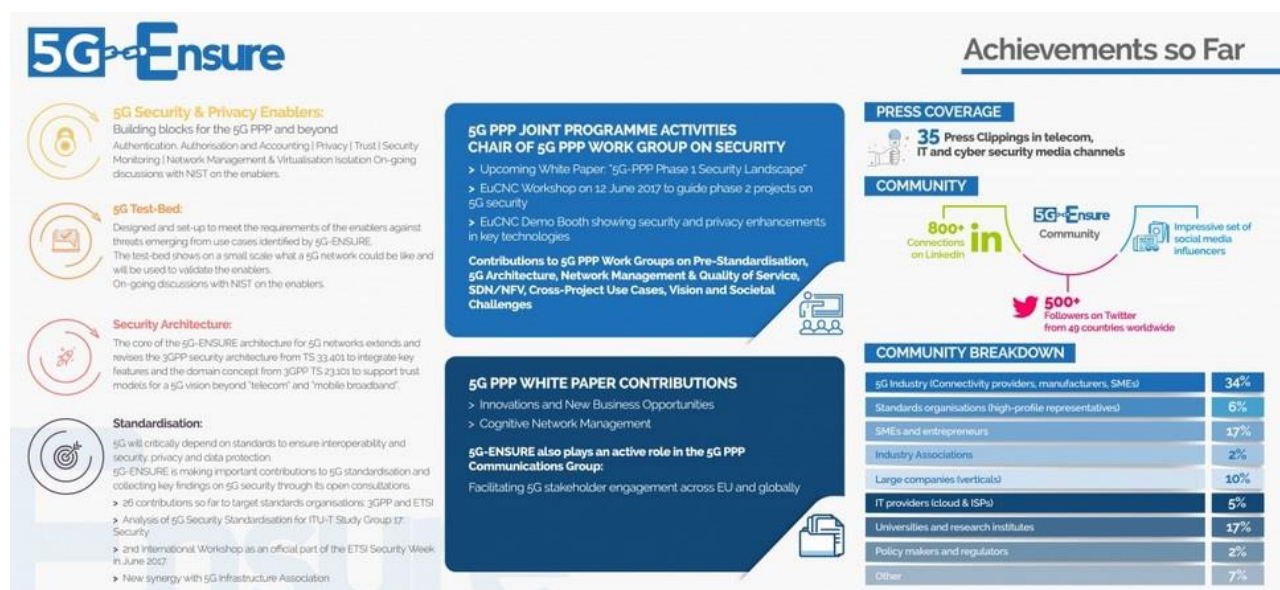 5G Ensure
Achievements so Far
5G Security & Privacy Enablers:
Building blocks for the 5G PPP and beyond
Authentication, Authorisation and Accounting | Privacy | Trust | Security
Monitoring | Network Management & Virtualisation Isolation On-going
discussions with NIST on the enablers.
5G Test-Bed:
Designed and set-up to meet the requirements of the enablers against
threats emerging from use cases identified by 5G-ENSURE.
The test-bed shows on a small scale what a 5G network could be like and
will be used to validate the enablers.
On-going discussions with NIST on the enablers.
Security Architecture:
The core of the 5G-ENSURE architecture for 5G networks extends and
revises the 3GPP security architecture from TS 33.401 to integrate key
features and the domain concept from 3GPP TS 23.101 to support trust
models for a 5G vision beyond "telecom" and "mobile broadband".
Standardisation:
5G will critically depend on standards to ensure interoperability and
security, privacy and data protection.
5G-ENSURE is making important contributions to 5G standardisation and
collecting key findings on 5G security through its open consultations.
> 26 contributions so far to target standards organisations: 3GPP and ETSI
> Analysis of 5G Security Standardisation for ITU-T Study Group 17:
Security
> 2nd International Workshop as an official part of the ETSI Security Week
in June 2017
> New synergy with 5G Infrastructure Association
5G PPP JOINT PROGRAMME ACTIVITIES
CHAIR OF 5G PPP WORK GROUP ON SECURITY
> Upcoming White Paper: "5G-PPP Phase 1 Security Landscape"
> EuCNC Workshop on 12 June 2017 to guide phase 2 projects on
5G security
> EuCNC Demo Booth showing security and privacy enhancements
in key technologies
Contributions to 5G PPP Work Groups on Pre-Standardisation,
5G Architecture, Network Management & Quality of Service,
SDN/NFV, Cross-Project Use Cases, Vision and Societal
Challenges
5G PPP WHITE PAPER CONTRIBUTIONS
> Innovations and New Business Opportunities
> Cognitive Network Management
5G-ENSURE also plays an active role in the 5G PPP
Communications Group:
Facilitating 5G stakeholder engagement across EU and globally
PRESS COVERAGE
35 Press Clippings in telecom,
IT and cyber security media channels
COMMUNITY
800+
Connections
on LinkedIn
in
5G Ensure
Community
Impressive set of
social media
influencers
500+
Followers on Twitter
from 49 countries worldwide
COMMUNITY BREAKDOWN
5G Industry (Connectivity providers, manufacturers, SMEs) 34%
Standards organisations (high-profile representatives) 6%
SMEs and entrepreneurs 17%
Industry Associations 2%
Large companies (verticals) 10%
IT providers (cloud & ISPs) 5%
Universities and research institutes 17%
Policy makers and regulators 2%
Other 7%